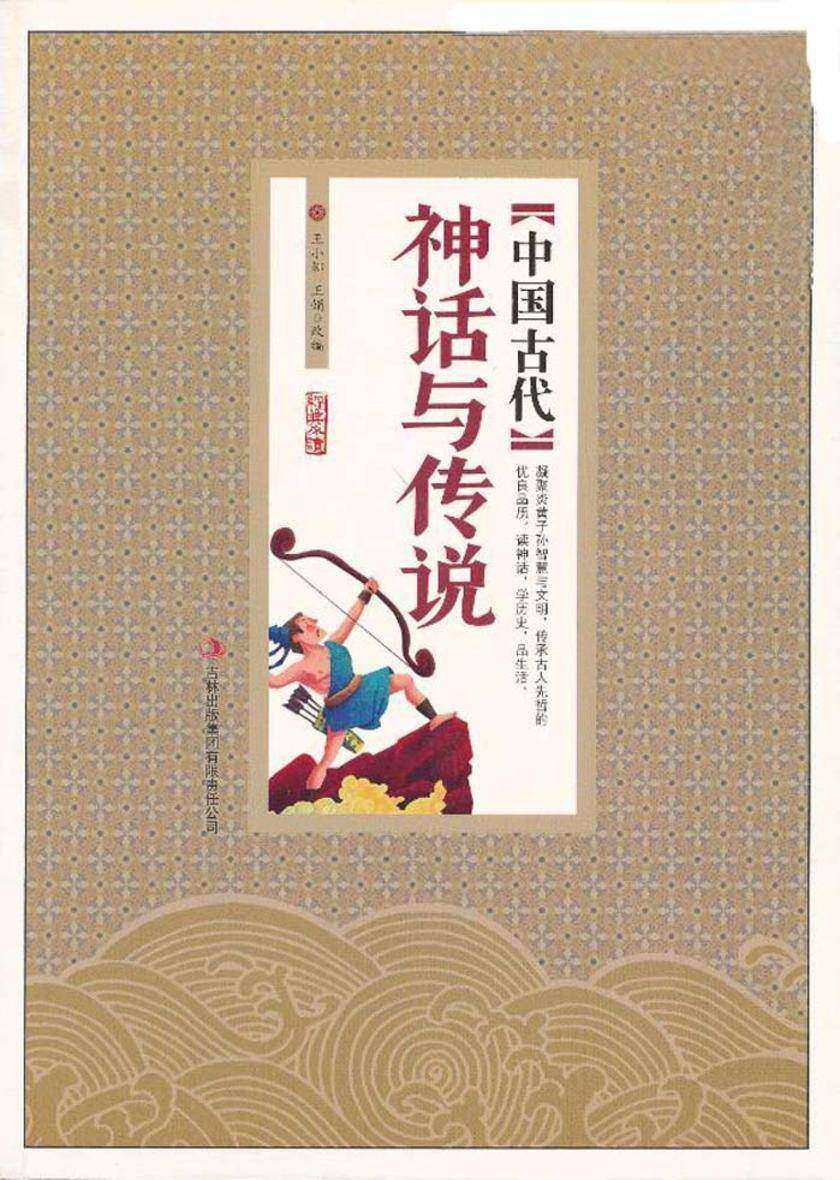 【中国古代】
神话与传说
凝聚炎黄子孙智慧与文明,传承古人先哲的
优良品质,读神话,学历史,品生活。
王小 王娟◎改编
吉林出版集团有限责任公司